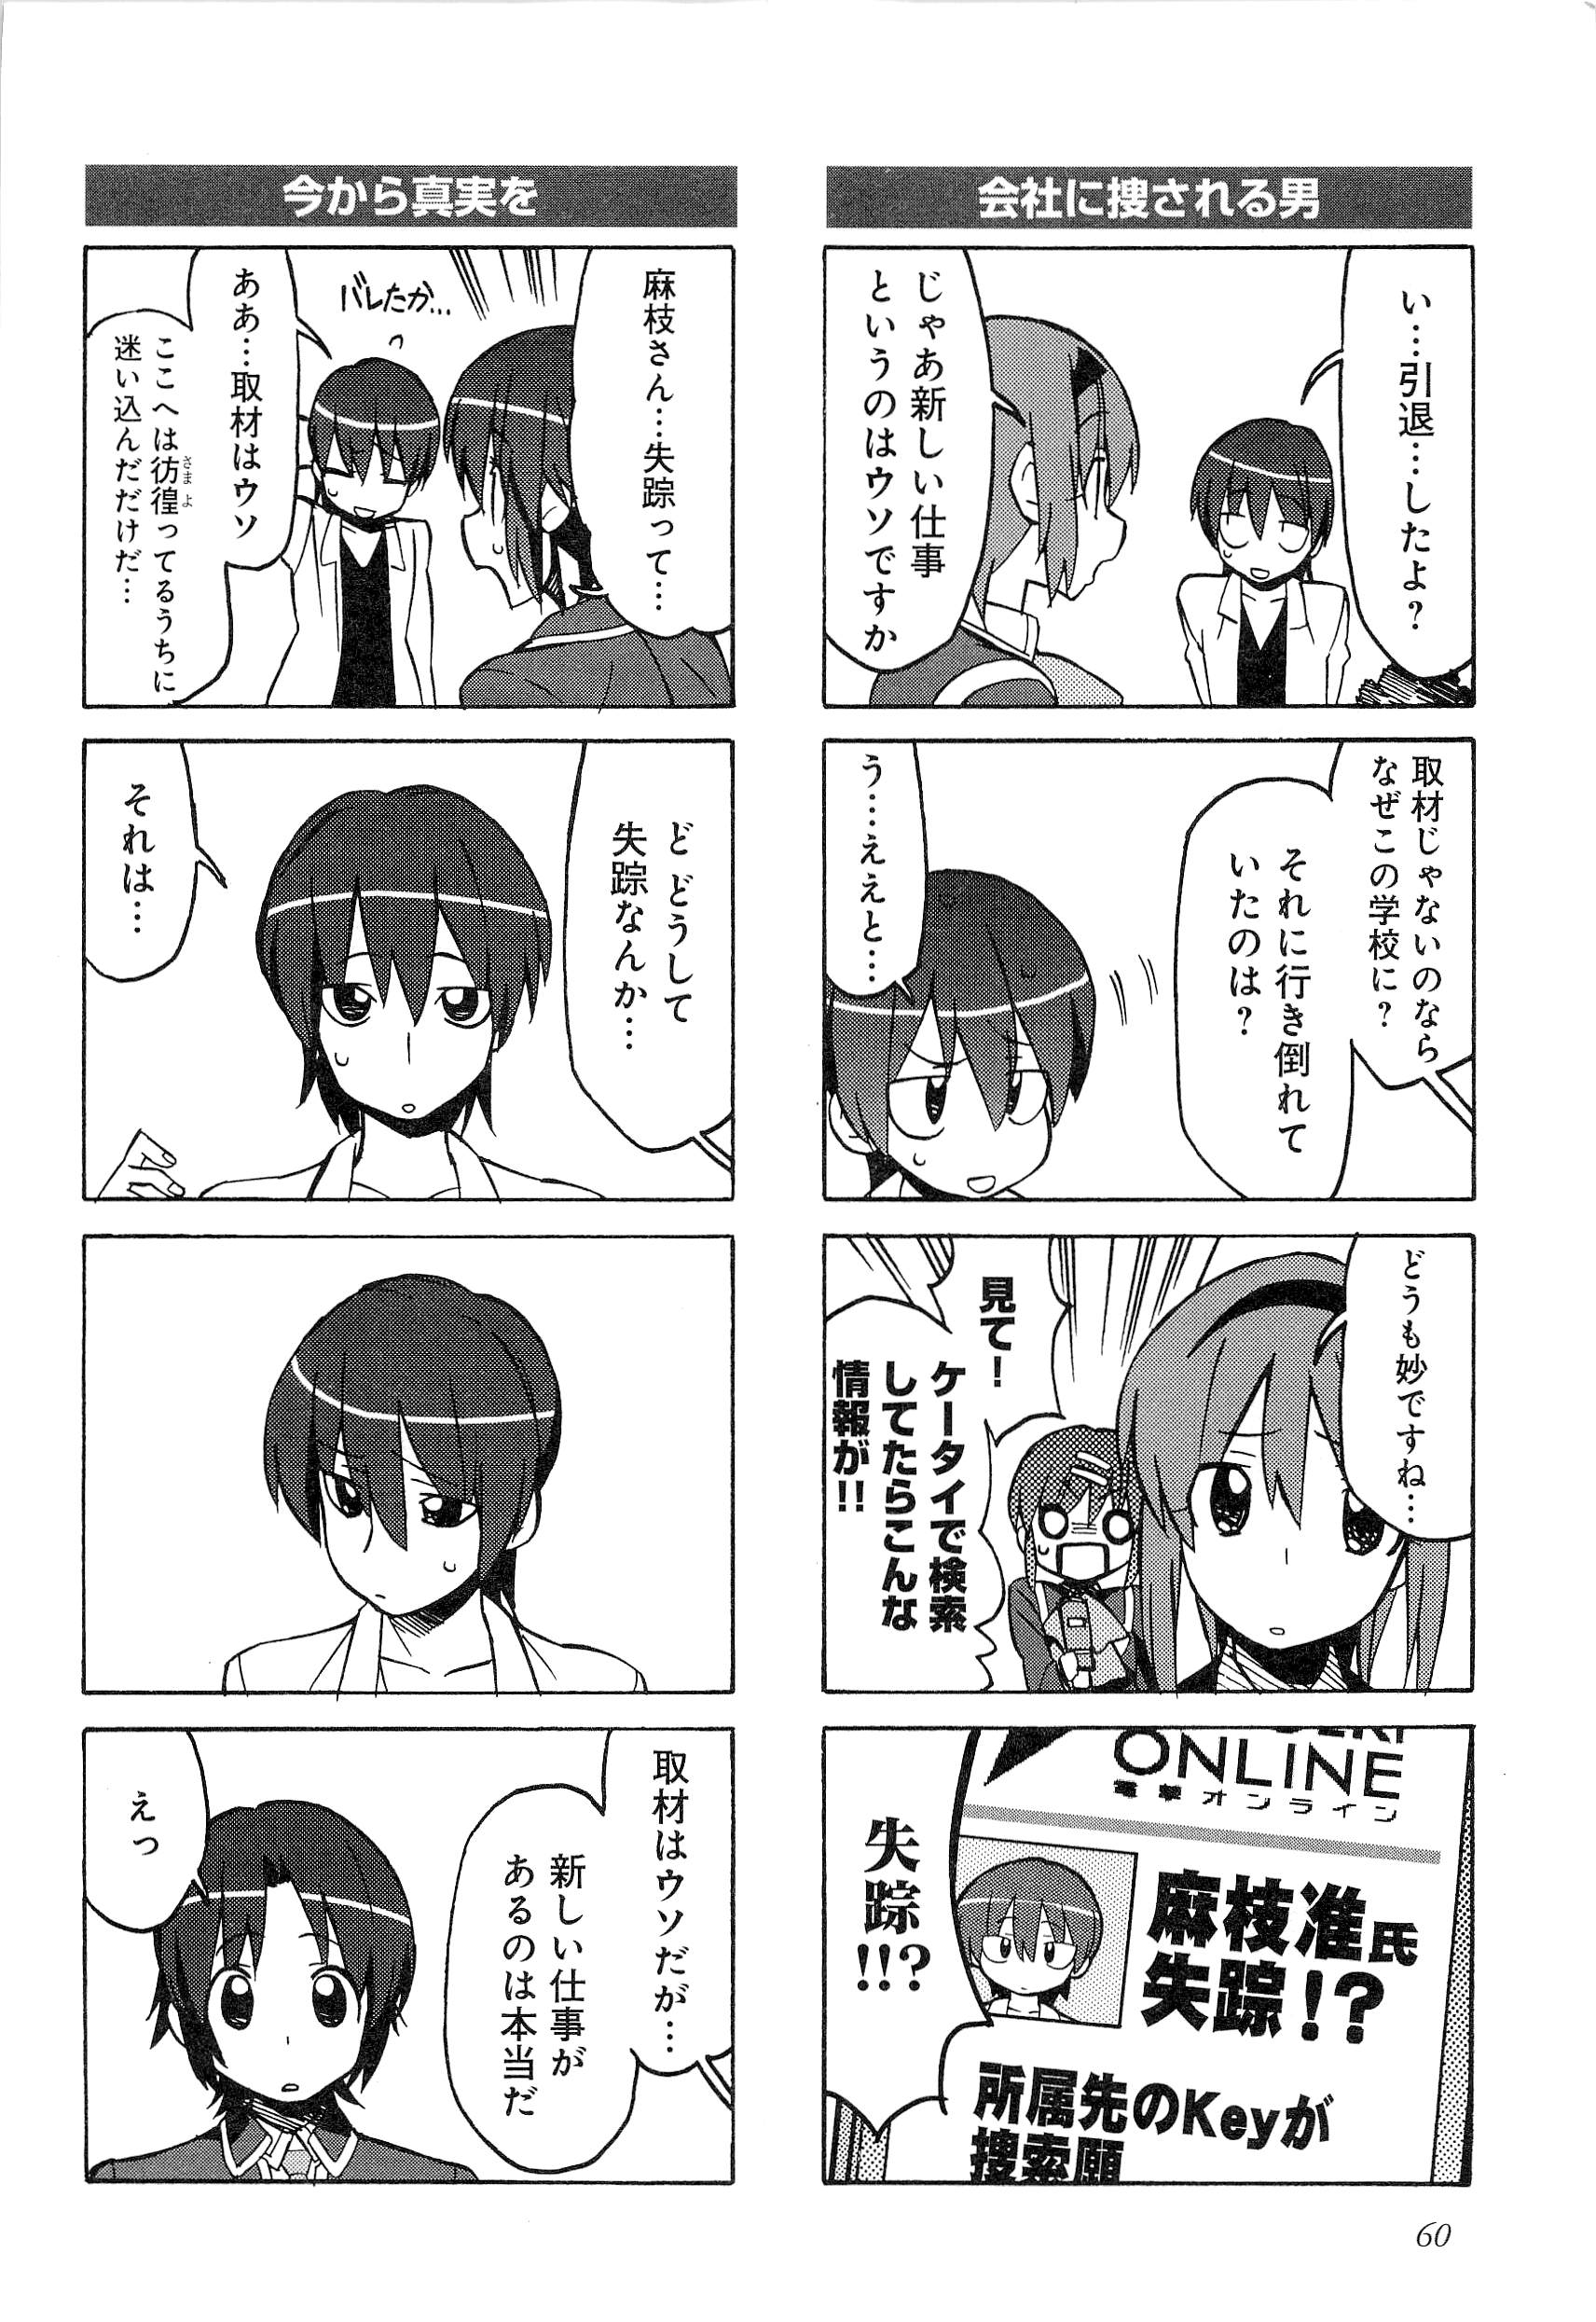 会社に捜される男
い…引退…したよ?
じゃあ新しい仕事
というのはウソですか
取材じゃないのなら
なぜこの学校に?
それに行き倒れて
いたのは?
う…ええと…
どうも妙ですね…
見て!
ケータイで検索
してたらこんな
情報が!!
ONLINE
電撃オンライン
麻枝准氏
失踪!?
所属先のKeyが
捜索願
失踪!!?
今から真実を
麻枝さん…失踪って…
バレたか…
ああ…取材はウソ
ここへは彷徨ってるうちに
さまよ
迷い込んだだけだ…
ど どうして
失踪なんか…
それは…
取材はウソだが…
新しい仕事が
あるのは本当だ
えっ
60